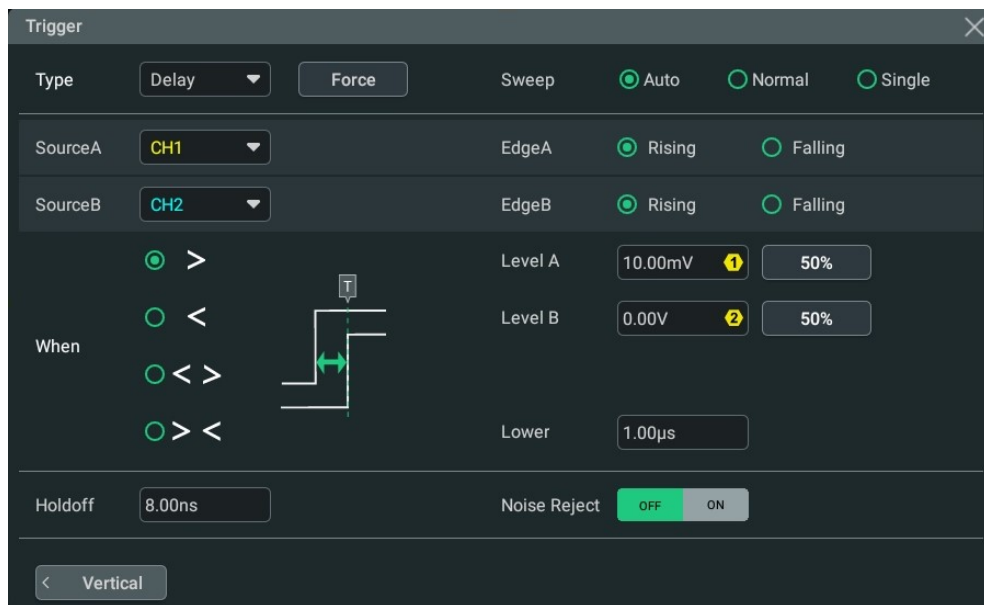 Trigger
Type Delay Force Sweep Auto Normal Single
SourceA CH1 EdgeA Rising Falling
SourceB CH2 EdgeB Rising Falling
> Level A 10.00mV 1 50%
T
< Level B 0.00V 2 50%
When
< >
> < Lower 1.00µs
Holdoff 8.00ns Noise Reject OFF ON
< Vertical